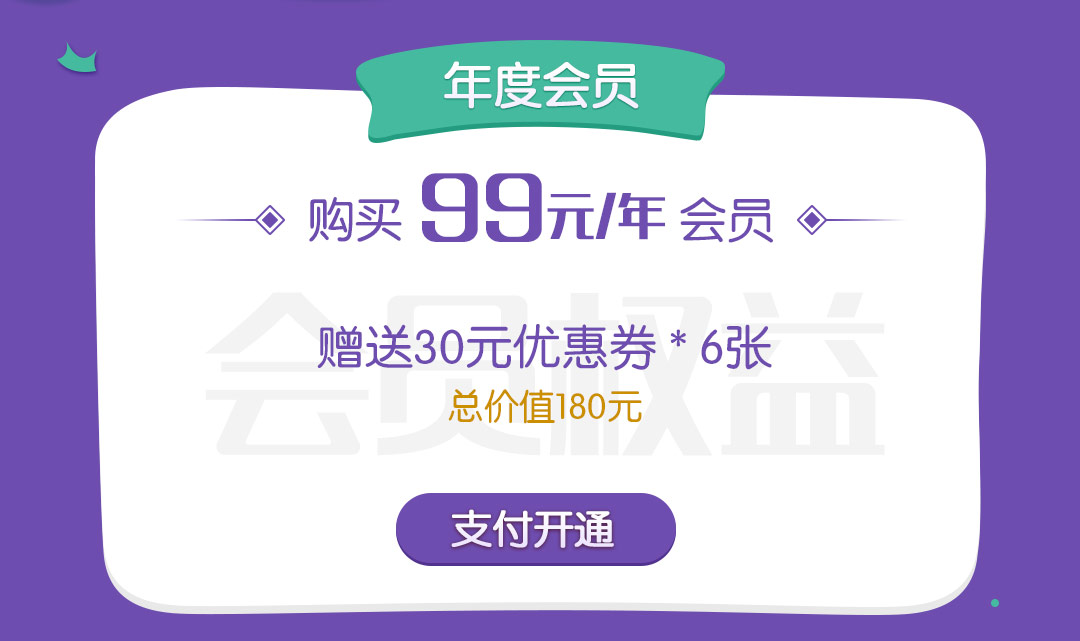 年度会员
购买 99元/年 会员
会员权益
赠送30元优惠券 * 6张
总价值180元
支付开通